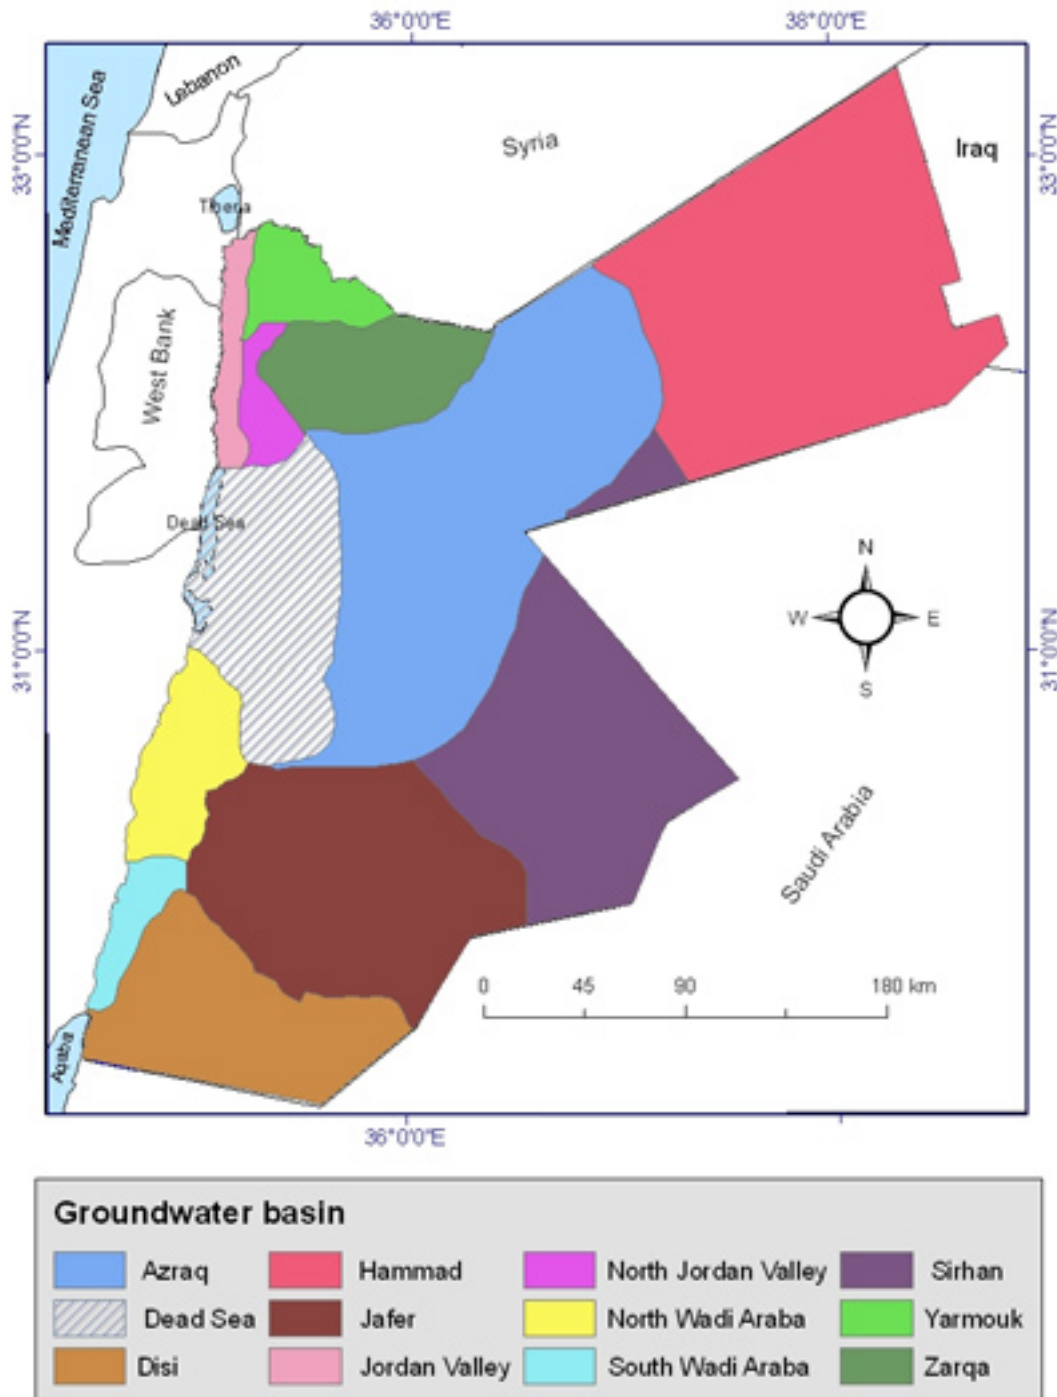 36°0'0"E 38°0'0"E
Mediterranean Sea
Lebanon
Syria
Iraq
33°0'0"N 33°0'0"N
Tiberia
West Bank
Dead Sea
N
W E
S
31°0'0"N 31°0'0"N
Saudi Arabia
0 45 90 180 km
Aqaba
36°0'0"E
Groundwater basin
Azraq Hammad North Jordan Valley Sirhan
Dead Sea Jafer North Wadi Araba Yarmouk
Disi Jordan Valley South Wadi Araba Zarqa